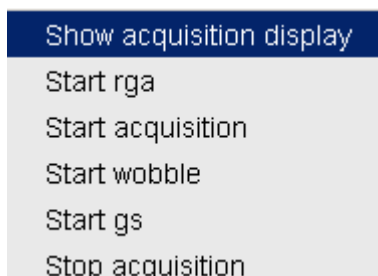 Show acquisition display
Start rga
Start acquisition
Start wobble
Start gs
Stop acquisition